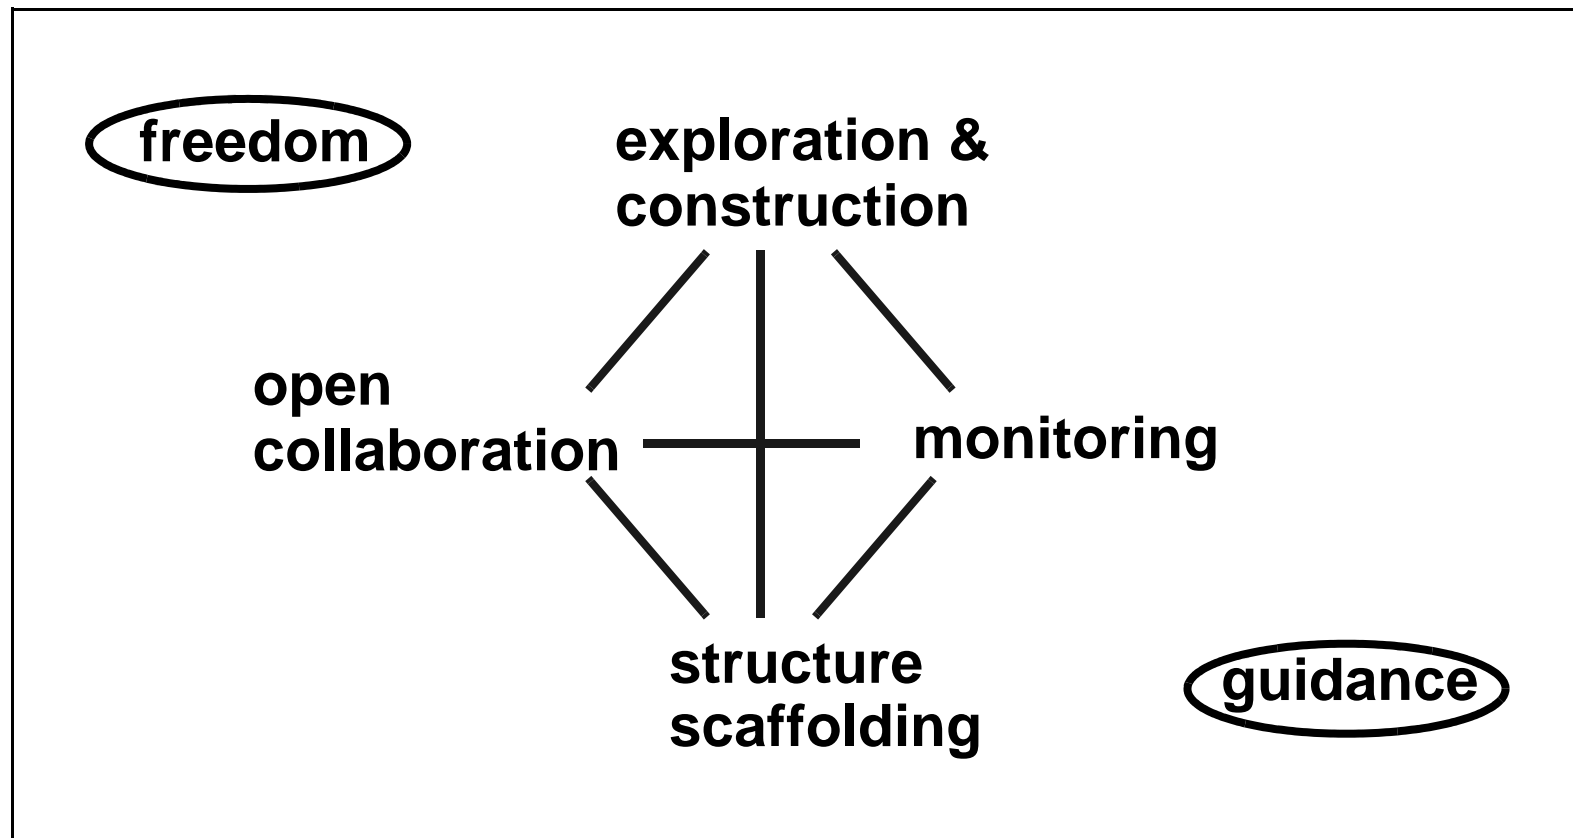 freedom
exploration &
construction
open
collaboration
monitoring
structure
scaffolding
guidance